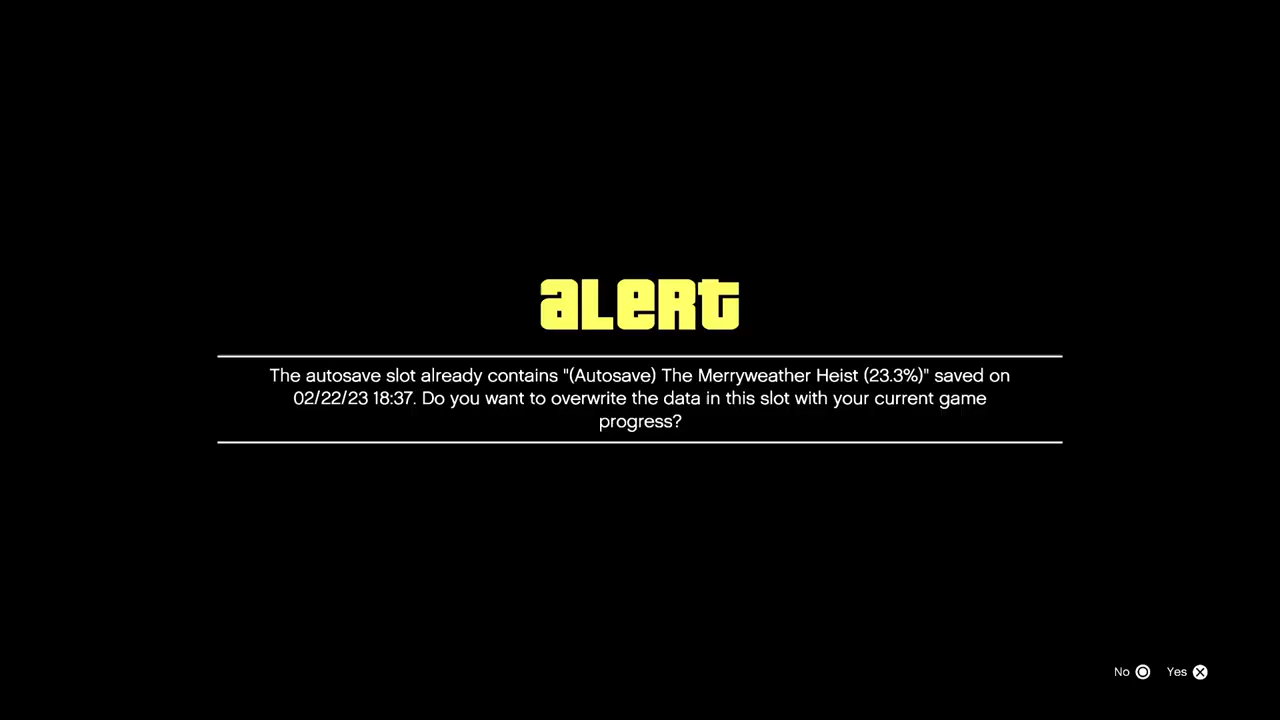 aLeRt
The autosave slot already contains "(Autosave) The Merryweather Heist (23.3%)" saved on
02/22/23 18:37. Do you want to overwrite the data in this slot with your current game
progress?
No Yes